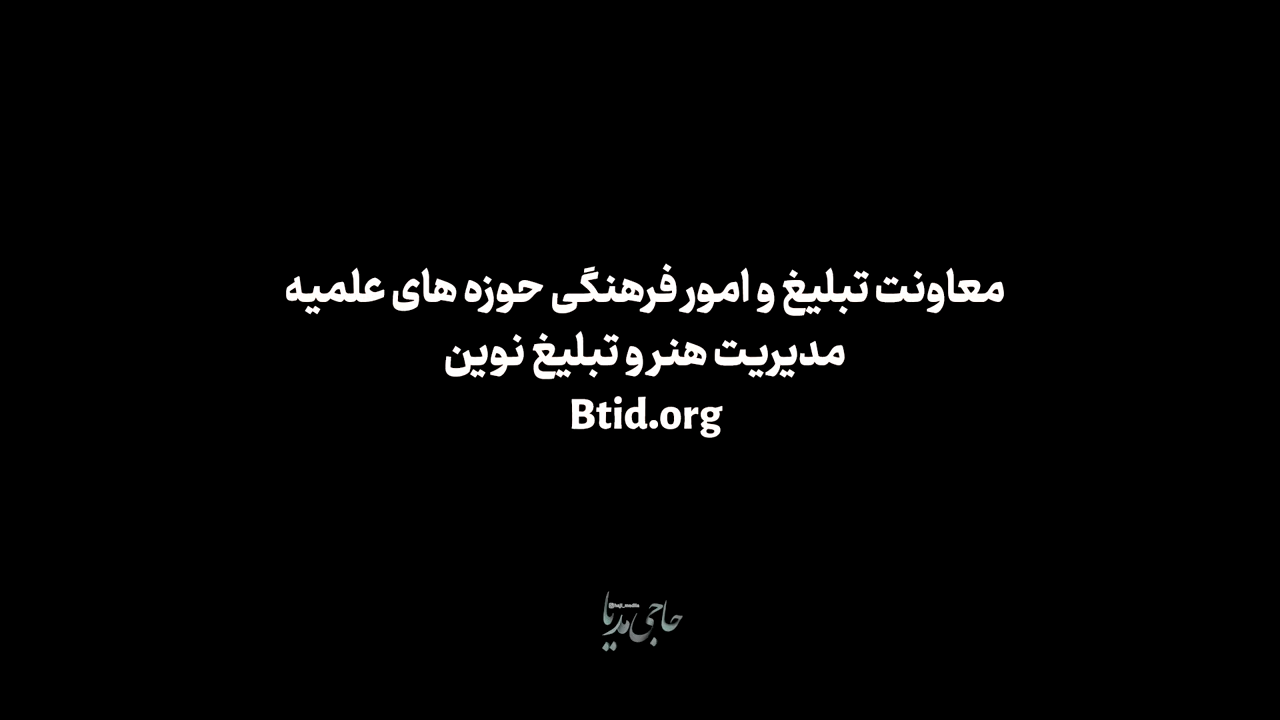 معاونت تبلیغ و امور فرهنگی حوزه های علمیه
مدیریت هنر و تبلیغ نوین
Btid.org
حاجی مدیا